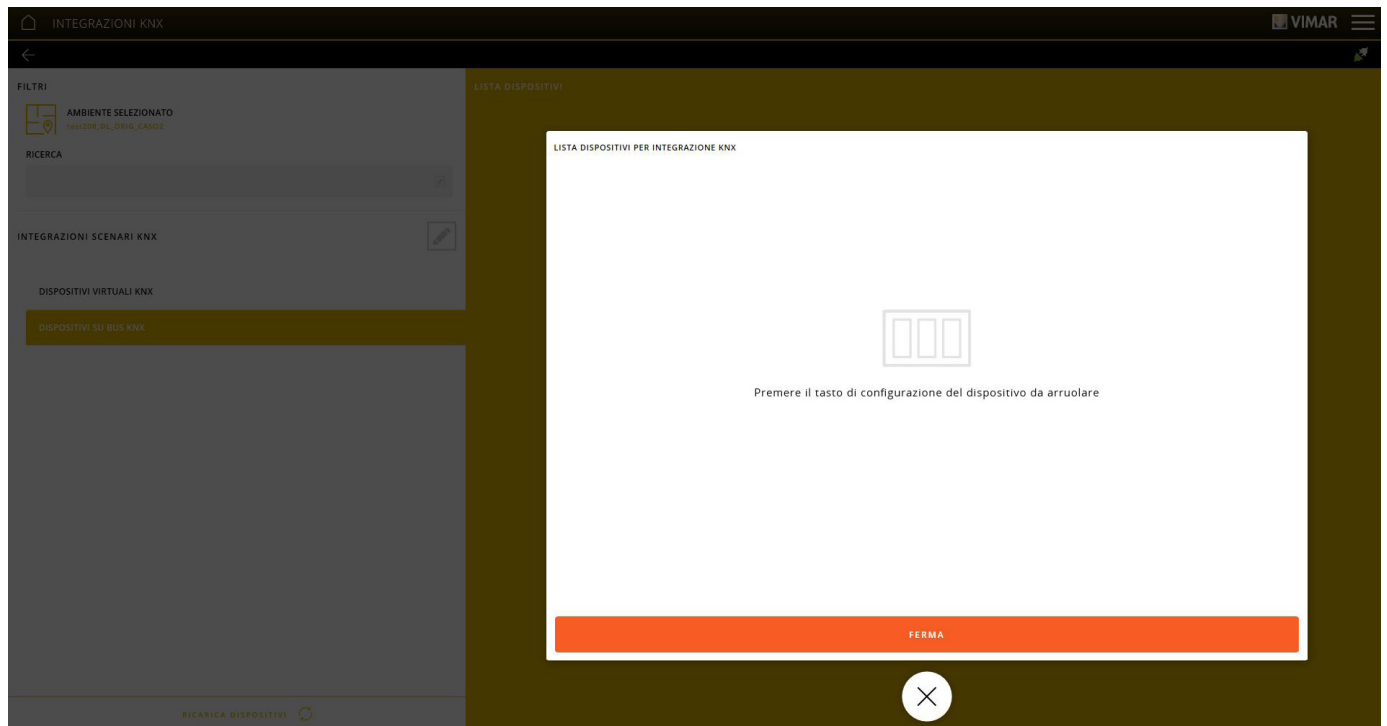 INTEGRAZIONI KNX
VIMAR
FILTRI
LISTA DISPOSITIVI
AMBIENTE SELEZIONATO
RICERCA
LISTA DISPOSITIVI PER INTEGRAZIONE KNX
INTEGRAZIONI SCENARI KNX
DISPOSITIVI VIRTUALI KNX
DISPOSITIVI SU BUS KNX
Premere il tasto di configurazione del dispositivo da arruolare
FERMA
RICARICA DISPOSITIVI